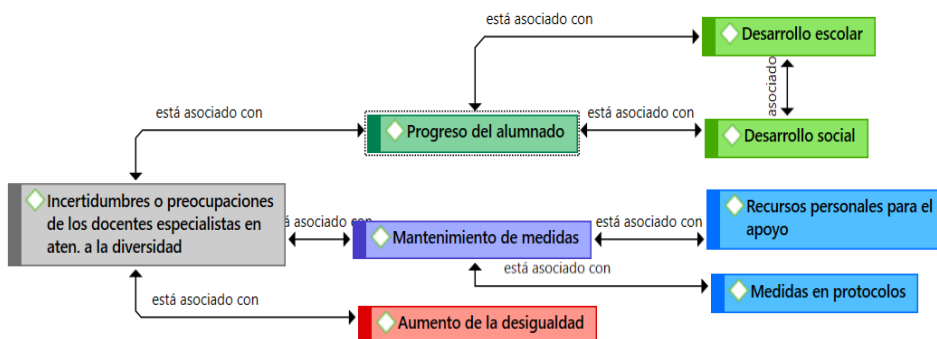 está asociado con
Desarrollo escolar
está asociado con
asociado
está asociado con
Progreso del alumnado
Desarrollo social
Incertidumbres o preocupaciones
de los docentes especialistas en
aten. a la diversidad
está asociado con
Mantenimiento de medidas
está asociado con
Recursos personales para el
apoyo
está asociado con
Medidas en protocolos
está asociado con
Aumento de la desigualdad